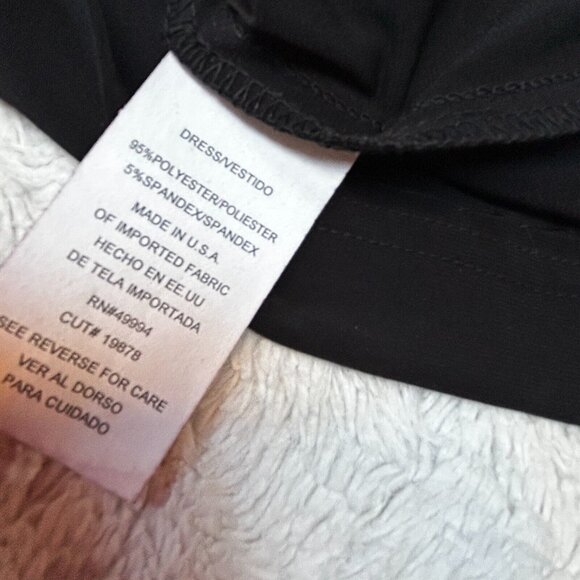 DRESS/VESTIDO
95%POLYESTER/POLIESTER
5%SPANDEX/SPANDEX
MADE IN U.S.A.
OF IMPORTED FABRIC
HECHO EN EE.UU
DE TELA IMPORTADA
RN#49994
CUT# 19878
SEE REVERSE FOR CARE
VER AL DORSO
PARA CUIDADO